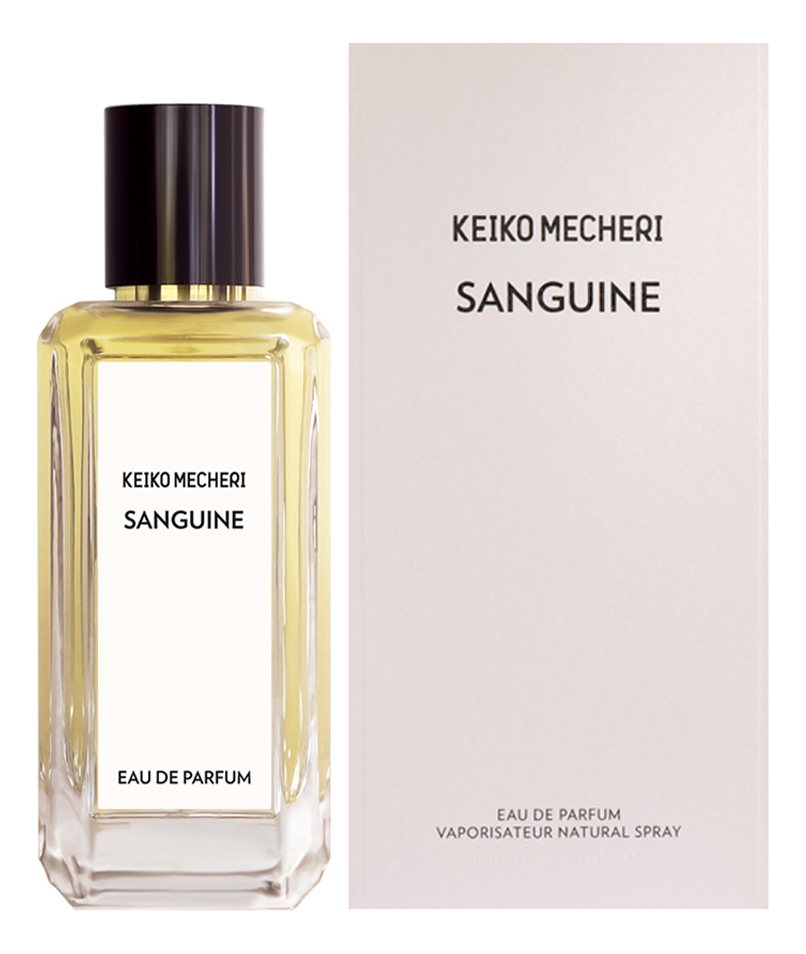 KEIKO MECHERI
SANGUINE
EAU DE PARFUM
KEIKO MECHERI
SANGUINE
EAU DE PARFUM
VAPORISATEUR NATURAL SPRAY